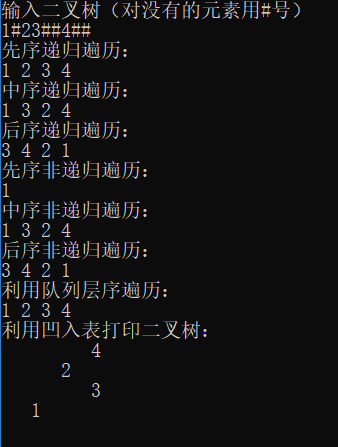 输入二叉树（对没有的元素用#号）
1#23##4##
先序递归遍历：
1 2 3 4
中序递归遍历：
1 3 2 4
后序递归遍历：
3 4 2 1
先序非递归遍历：
1
中序非递归遍历：
1 3 2 4
后序非递归遍历：
3 4 2 1
利用队列层序遍历：
1 2 3 4
利用凹入表打印二叉树：
4
2
3
1